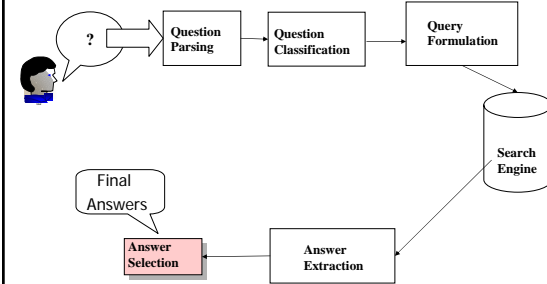 ?
Question
Parsing
Question
Classification
Query
Formulation
Search
Engine
Answer
Extraction
Answer
Selection
Final
Answers